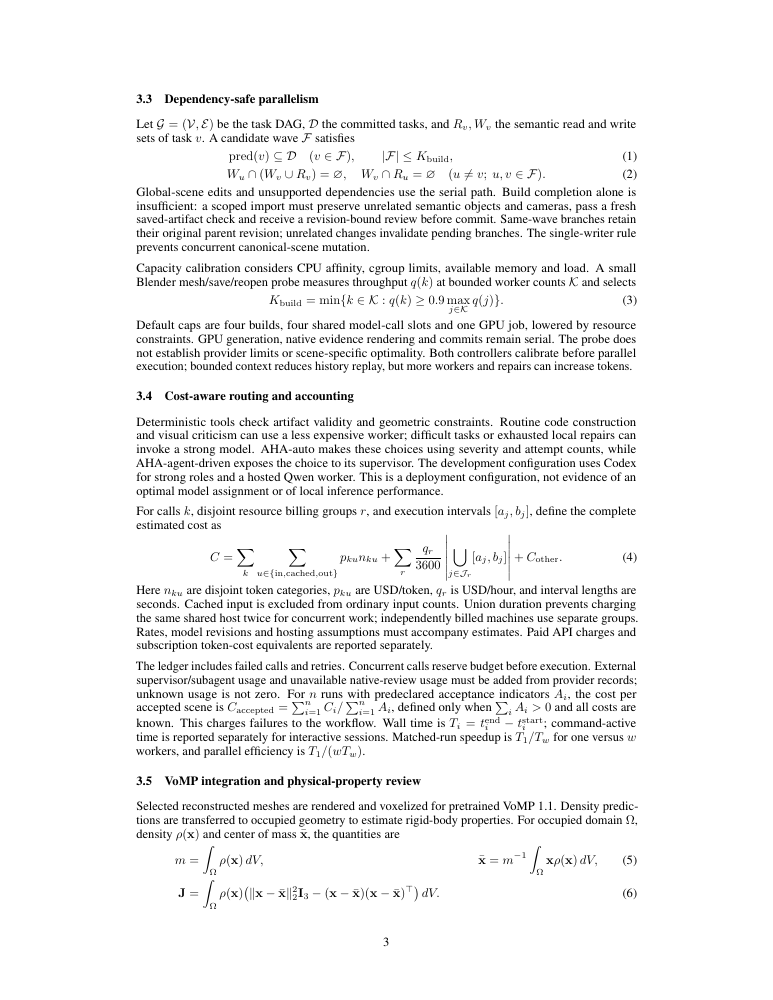 3.3 Dependency-safe parallelism
Let 𝒢 = (𝒱, ℰ) be the task DAG, 𝒟 the committed tasks, and R_v, W_v the semantic read and write
sets of task v. A candidate wave ℱ satisfies
pred(v) ⊆ 𝒟 (v ∈ ℱ), |ℱ| ≤ K_build, (1)
W_u ∩ (W_v ∪ R_v) = ∅, W_v ∩ R_u = ∅ (u ≠ v; u, v ∈ ℱ). (2)
Global-scene edits and unsupported dependencies use the serial path. Build completion alone is
insufficient: a scoped import must preserve unrelated semantic objects and cameras, pass a fresh
saved-artifact check and receive a revision-bound review before commit. Same-wave branches retain
their original parent revision; unrelated changes invalidate pending branches. The single-writer rule
prevents concurrent canonical-scene mutation.
Capacity calibration considers CPU affinity, cgroup limits, available memory and load. A small
Blender mesh/save/reopen probe measures throughput q(k) at bounded worker counts 𝒦 and selects
K_build = min{k ∈ 𝒦 : q(k) ≥ 0.9 max_{j∈𝒦} q(j)}. (3)
Default caps are four builds, four shared model-call slots and one GPU job, lowered by resource
constraints. GPU generation, native evidence rendering and commits remain serial. The probe does
not establish provider limits or scene-specific optimality. Both controllers calibrate before parallel
execution; bounded context reduces history replay, but more workers and repairs can increase tokens.
3.4 Cost-aware routing and accounting
Deterministic tools check artifact validity and geometric constraints. Routine code construction
and visual criticism can use a less expensive worker; difficult tasks or exhausted local repairs can
invoke a strong model. AHA-auto makes these choices using severity and attempt counts, while
AHA-agent-driven exposes the choice to its supervisor. The development configuration uses Codex
for strong roles and a hosted Qwen worker. This is a deployment configuration, not evidence of an
optimal model assignment or of local inference performance.
For calls k, disjoint resource billing groups r, and execution intervals [a_j, b_j], define the complete
estimated cost as
C = ∑_k ∑_{u∈{in,cached,out}} p_{ku} n_{ku} + ∑_r q_r/3600 |⋃_{j∈𝒥_r} [a_j, b_j]| + C_other. (4)
Here n_{ku} are disjoint token categories, p_{ku} are USD/token, q_r is USD/hour, and interval lengths are
seconds. Cached input is excluded from ordinary input counts. Union duration prevents charging
the same shared host twice for concurrent work; independently billed machines use separate groups.
Rates, model revisions and hosting assumptions must accompany estimates. Paid API charges and
subscription token-cost equivalents are reported separately.
The ledger includes failed calls and retries. Concurrent calls reserve budget before execution. External
supervisor/subagent usage and unavailable native-review usage must be added from provider records;
unknown usage is not zero. For n runs with predeclared acceptance indicators A_i, the cost per
accepted scene is C_accepted = ∑_{i=1}^n C_i / ∑_{i=1}^n A_i, defined only when ∑_i A_i > 0 and all costs are
known. This charges failures to the workflow. Wall time is T_i = t_i^end − t_i^start; command-active
time is reported separately for interactive sessions. Matched-run speedup is T_1/T_w for one versus w
workers, and parallel efficiency is T_1/(wT_w).
3.5 VoMP integration and physical-property review
Selected reconstructed meshes are rendered and voxelized for pretrained VoMP 1.1. Density predic-
tions are transferred to occupied geometry to estimate rigid-body properties. For occupied domain Ω,
density ρ(x) and center of mass x̄, the quantities are
m = ∫_Ω ρ(x) dV, x̄ = m⁻¹ ∫_Ω xρ(x) dV, (5)
J = ∫_Ω ρ(x)(‖x − x̄‖₂² I₃ − (x − x̄)(x − x̄)^⊤) dV. (6)
3